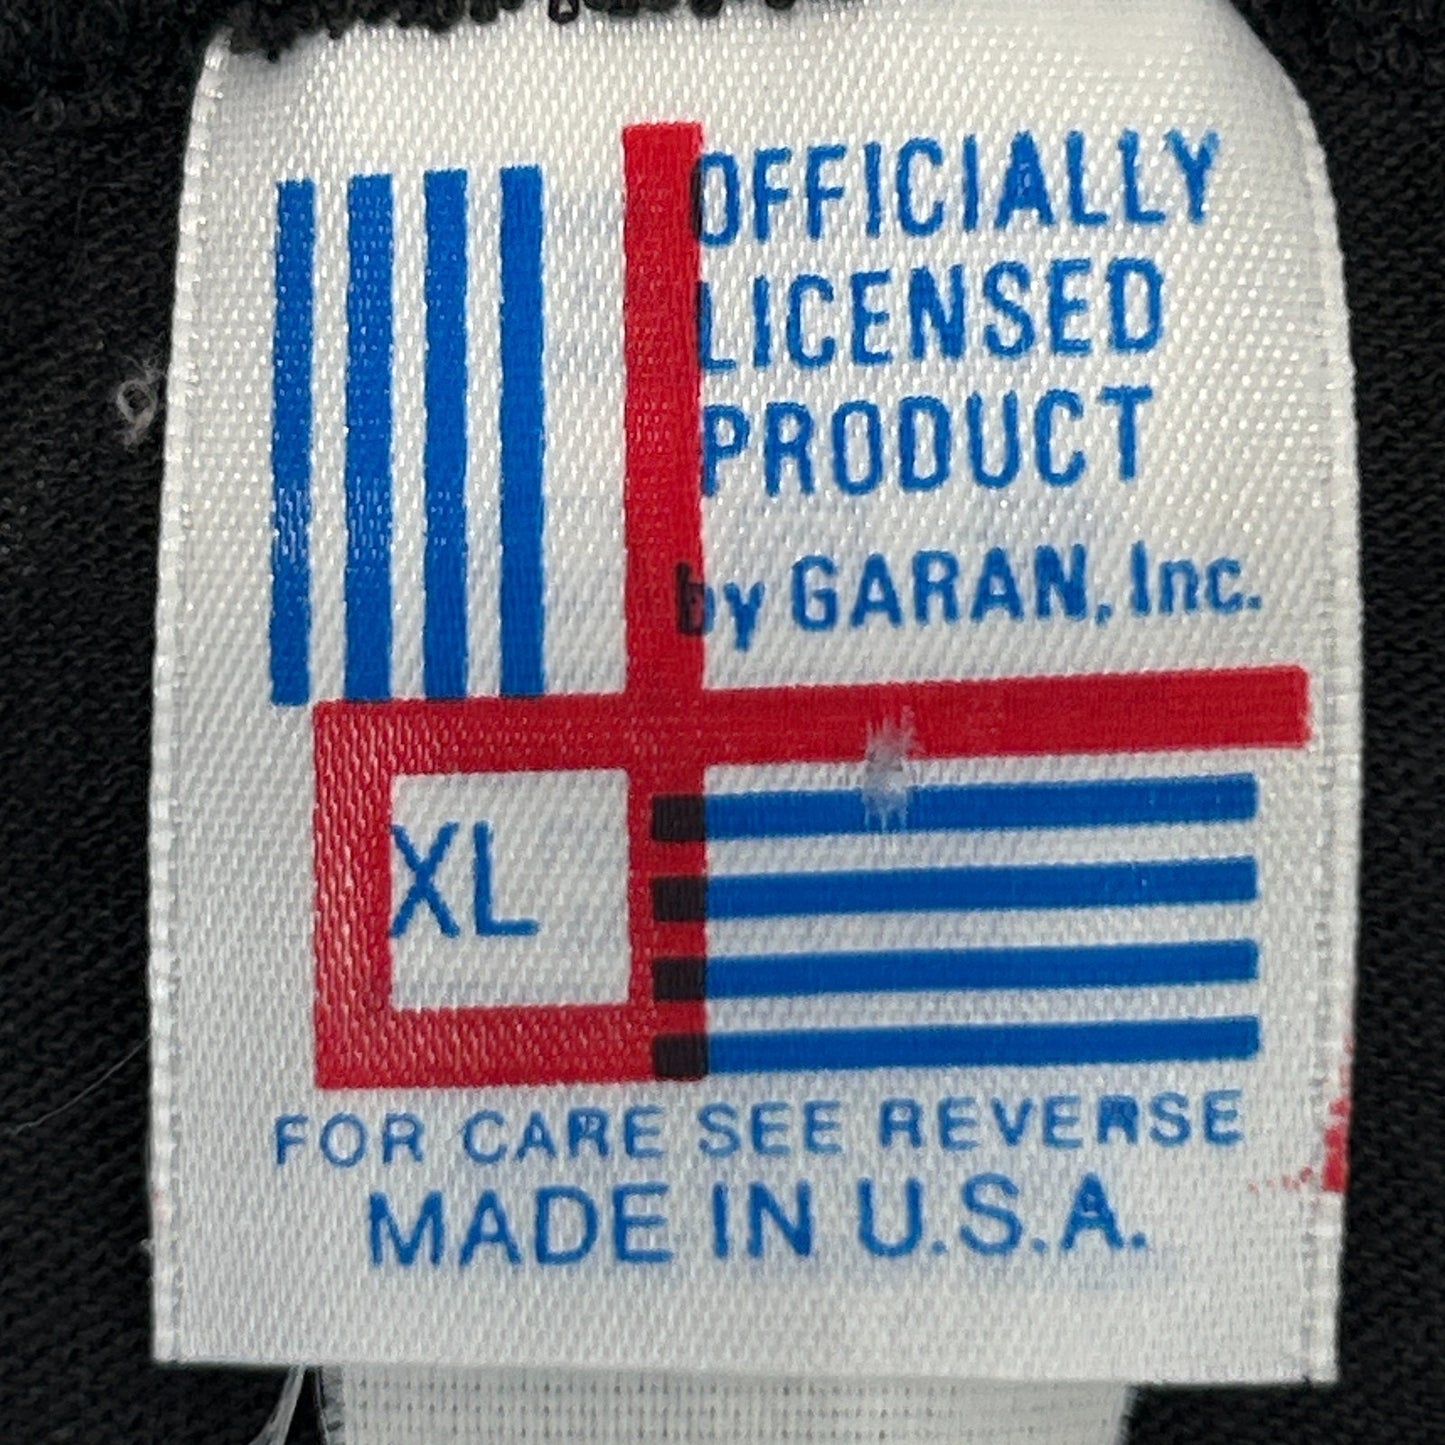 OFFICIALLY
LICENSED
PRODUCT
by GARAN, Inc.
XL
FOR CARE SEE REVERSE
MADE IN U.S.A.